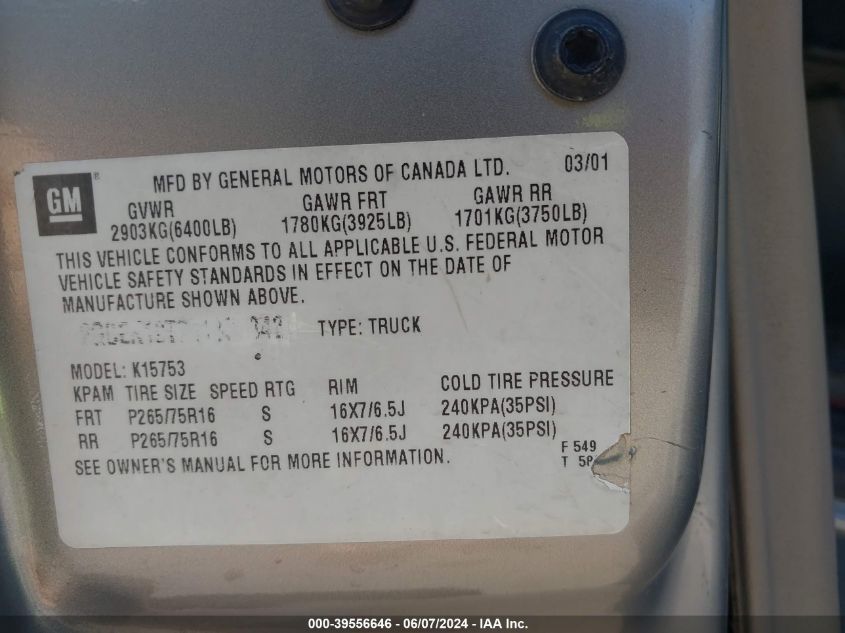 GM ®
MFD BY GENERAL MOTORS OF CANADA LTD. 03/01
GVWR GAWR FRT GAWR RR
2903KG(6400LB) 1780KG(3925LB) 1701KG(3750LB)
THIS VEHICLE CONFORMS TO ALL APPLICABLE U.S. FEDERAL MOTOR
VEHICLE SAFETY STANDARDS IN EFFECT ON THE DATE OF
MANUFACTURE SHOWN ABOVE.
TYPE: TRUCK
MODEL: K15753
KPAM TIRE SIZE SPEED RTG RIM COLD TIRE PRESSURE
FRT P265/75R16 S 16X7/6.5J 240KPA(35PSI)
RR P265/75R16 S 16X7/6.5J 240KPA(35PSI)
SEE OWNER'S MANUAL FOR MORE INFORMATION.
F 549
T
000-39556646 - 06/07/2024 - IAA Inc.